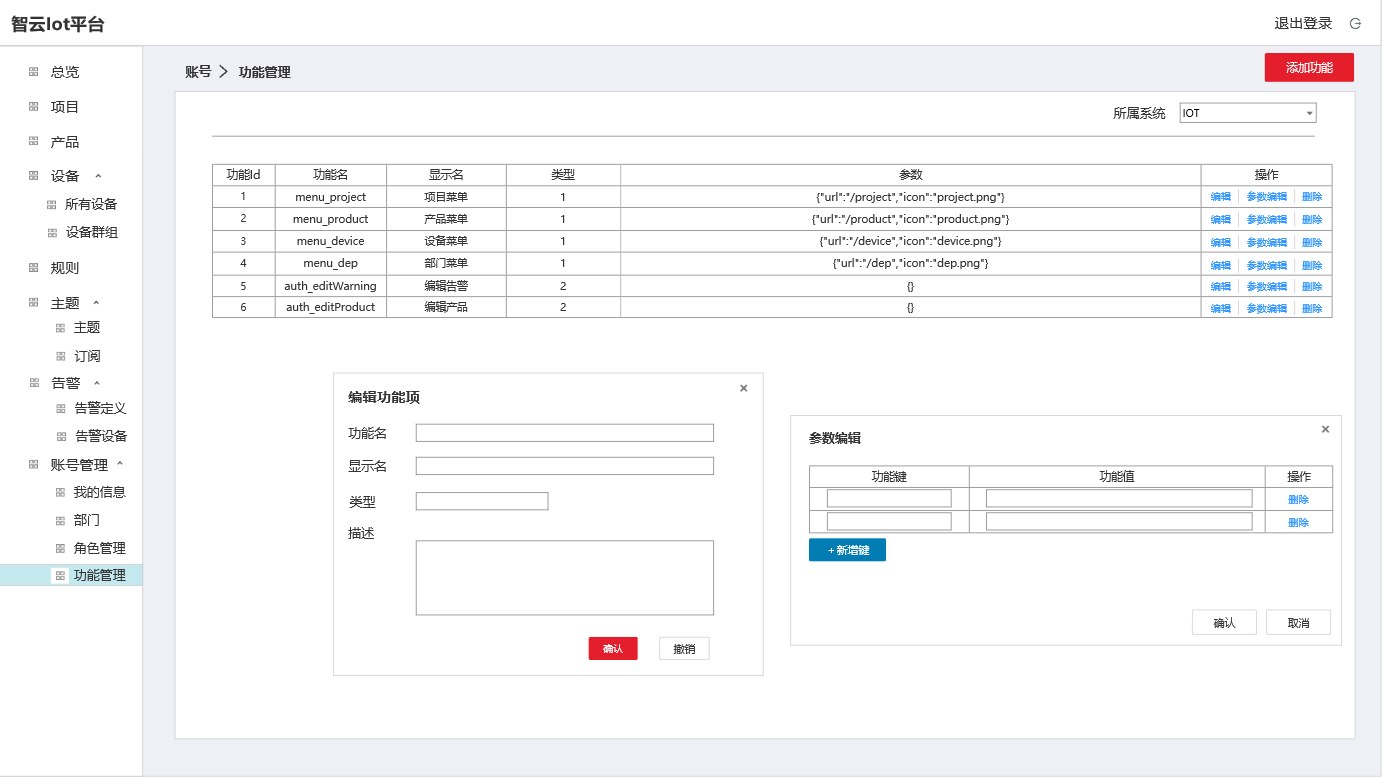 智云Iot平台
退出登录
总览
项目
产品
设备
所有设备
设备群组
规则
主题
主题
订阅
告警
告警定义
告警设备
账号管理
我的信息
部门
角色管理
功能管理
账号 > 功能管理
添加功能
所属系统 IOT
功能Id 功能名 显示名 类型 参数 操作
1 menu_project 项目菜单 1 {"url":"/project","icon":"project.png"} 编辑 参数编辑 删除
2 menu_product 产品菜单 1 {"url":"/product","icon":"product.png"} 编辑 参数编辑 删除
3 menu_device 设备菜单 1 {"url":"/device","icon":"device.png"} 编辑 参数编辑 删除
4 menu_dep 部门菜单 1 {"url":"/dep","icon":"dep.png"} 编辑 参数编辑 删除
5 auth_editWarning 编辑告警 2 {} 编辑 参数编辑 删除
6 auth_editProduct 编辑产品 2 {} 编辑 参数编辑 删除
编辑功能项
功能名
显示名
类型
描述
确认 撤销
参数编辑
功能键 功能值 操作
删除
删除
+新增键
确认 取消